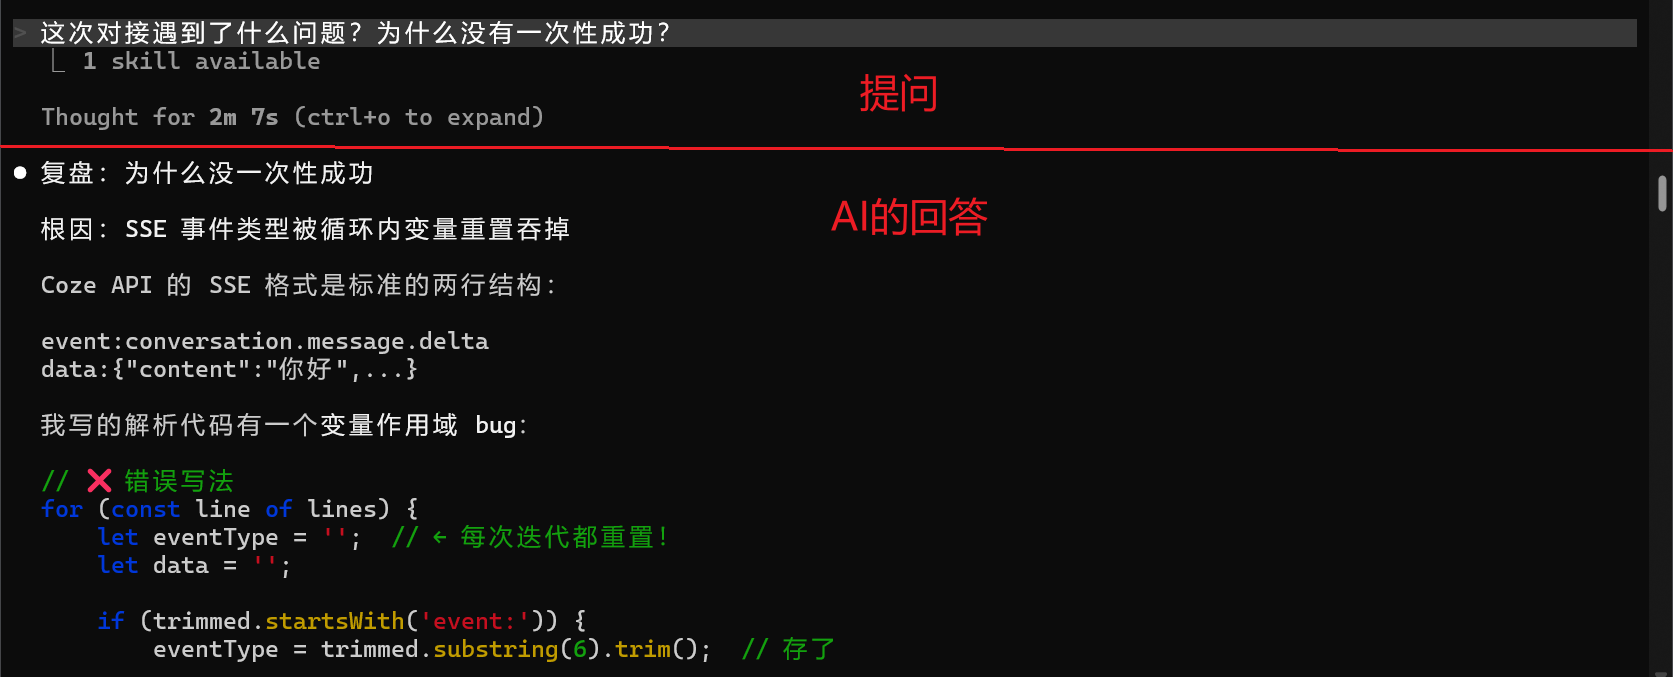 > 这次对接遇到了什么问题？为什么没有一次性成功？
⎿ 1 skill available
提问
Thought for 2m 7s (ctrl+o to expand)
● 复盘：为什么没一次性成功
AI的回答
根因：SSE 事件类型被循环内变量重置吞掉
Coze API 的 SSE 格式是标准的两行结构：
event:conversation.message.delta
data:{"content":"你好",...}
我写的解析代码有一个变量作用域 bug：
// ❌ 错误写法
for (const line of lines) {
let eventType = '';  // ← 每次迭代都重置！
let data = '';
if (trimmed.startsWith('event:')) {
eventType = trimmed.substring(6).trim();  // 存了